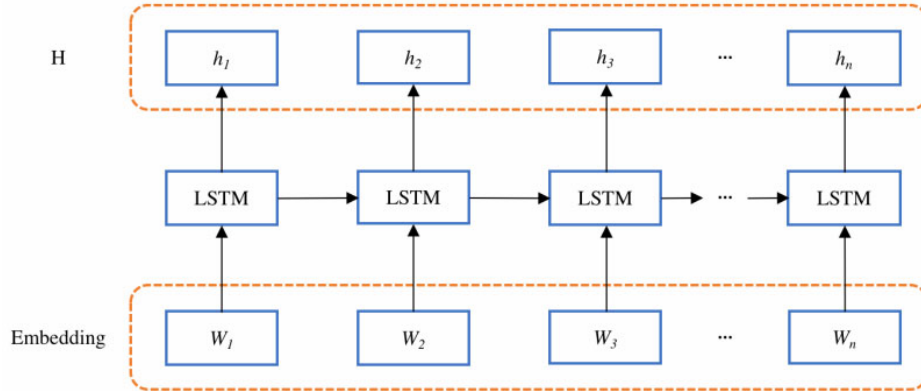 H h1 h2 h3 ... hn
LSTM LSTM LSTM ... LSTM
Embedding W1 W2 W3 ... Wn